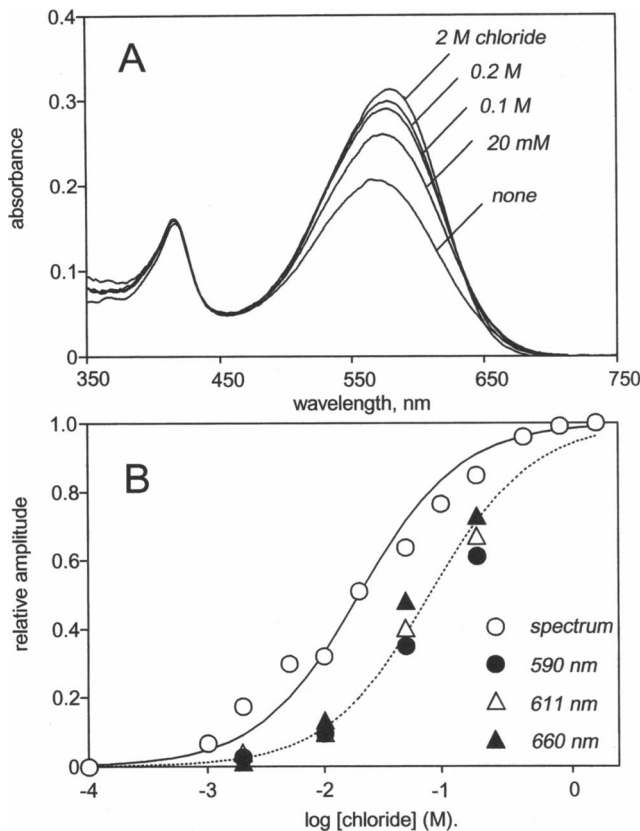 0.4
A
2 M chloride
0.2 M
0.1 M
20 mM
none
0.3
0.2
0.1
0
absorbance
350
450
550
650
750
wavelength, nm
1.0
B
0.8
0.6
0.4
0.2
0
relative amplitude
spectrum
590 nm
611 nm
660 nm
-4
-3
-2
-1
0
log [chloride] (M).